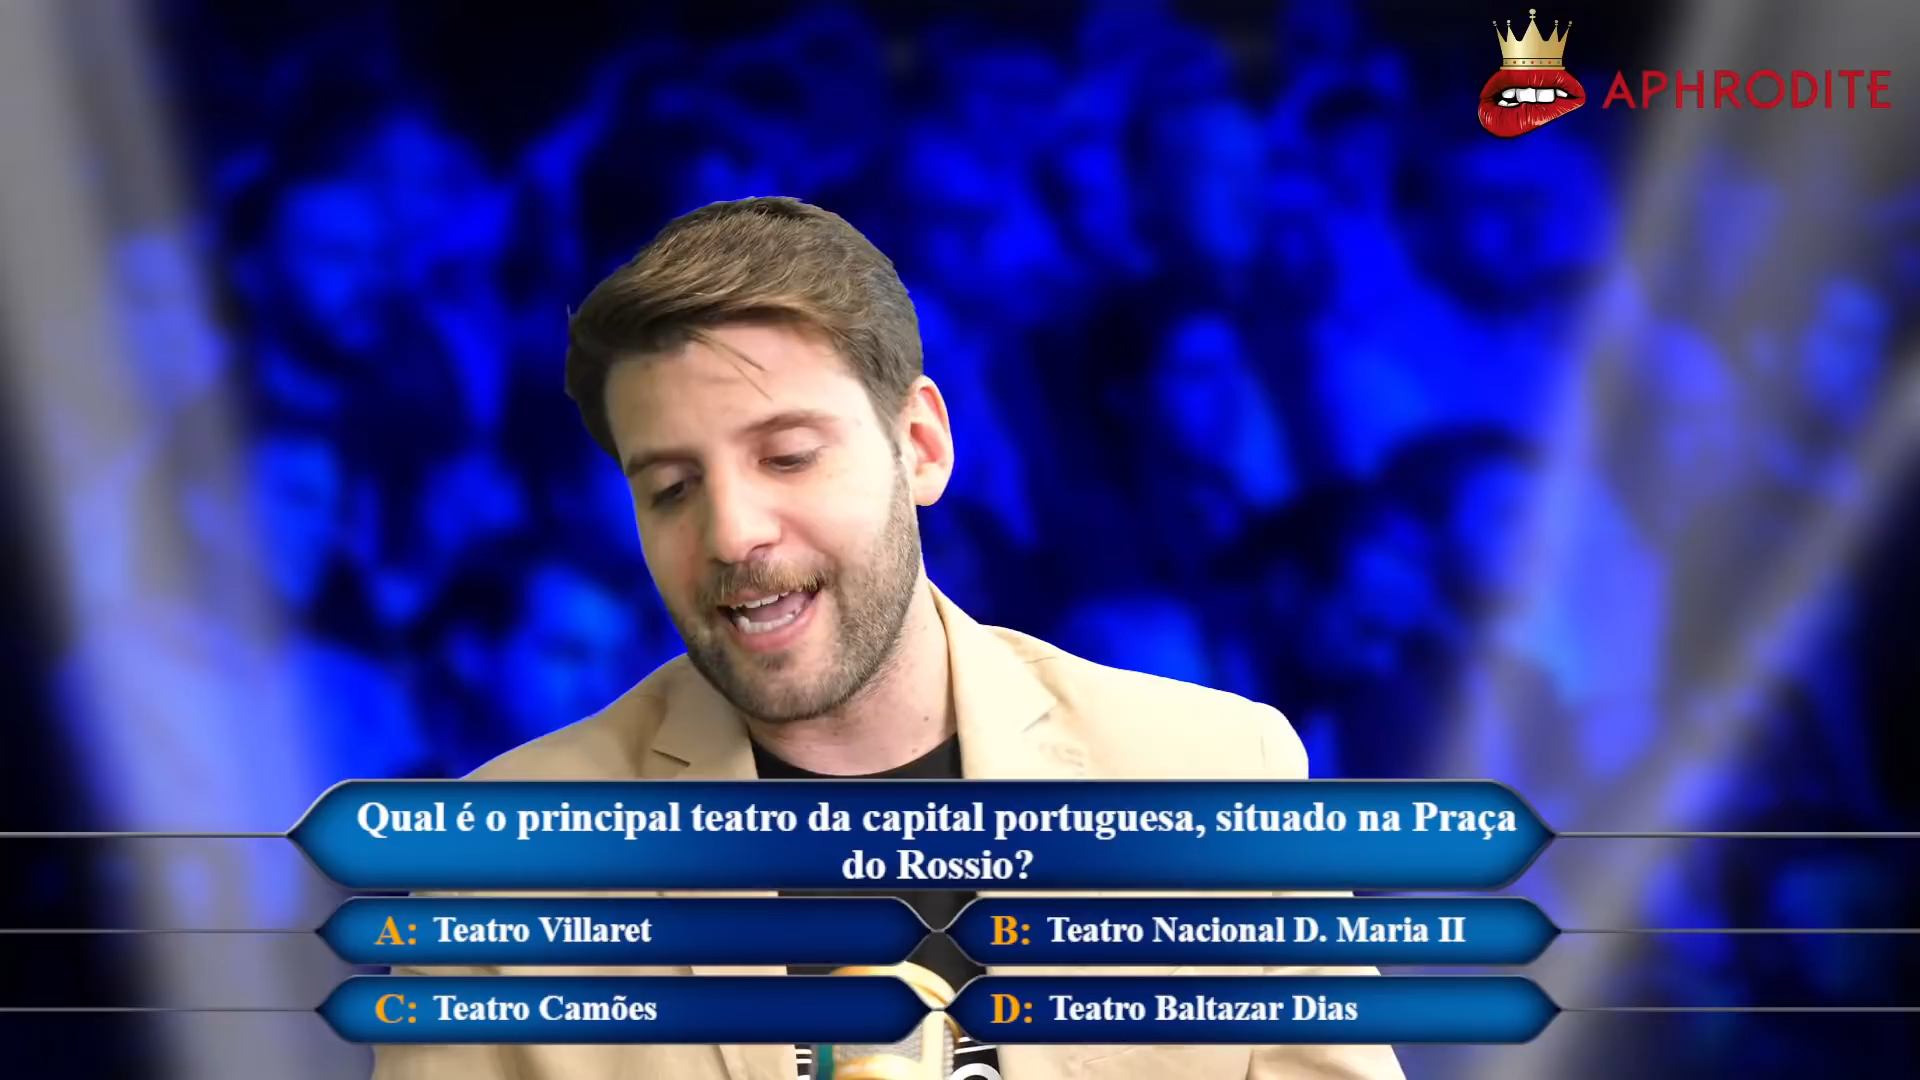 APHRODITE
Qual é o principal teatro da capital portuguesa, situado na Praça
do Rossio?
A: Teatro Villaret
B: Teatro Nacional D. Maria II
C: Teatro Camões
D: Teatro Baltazar Dias